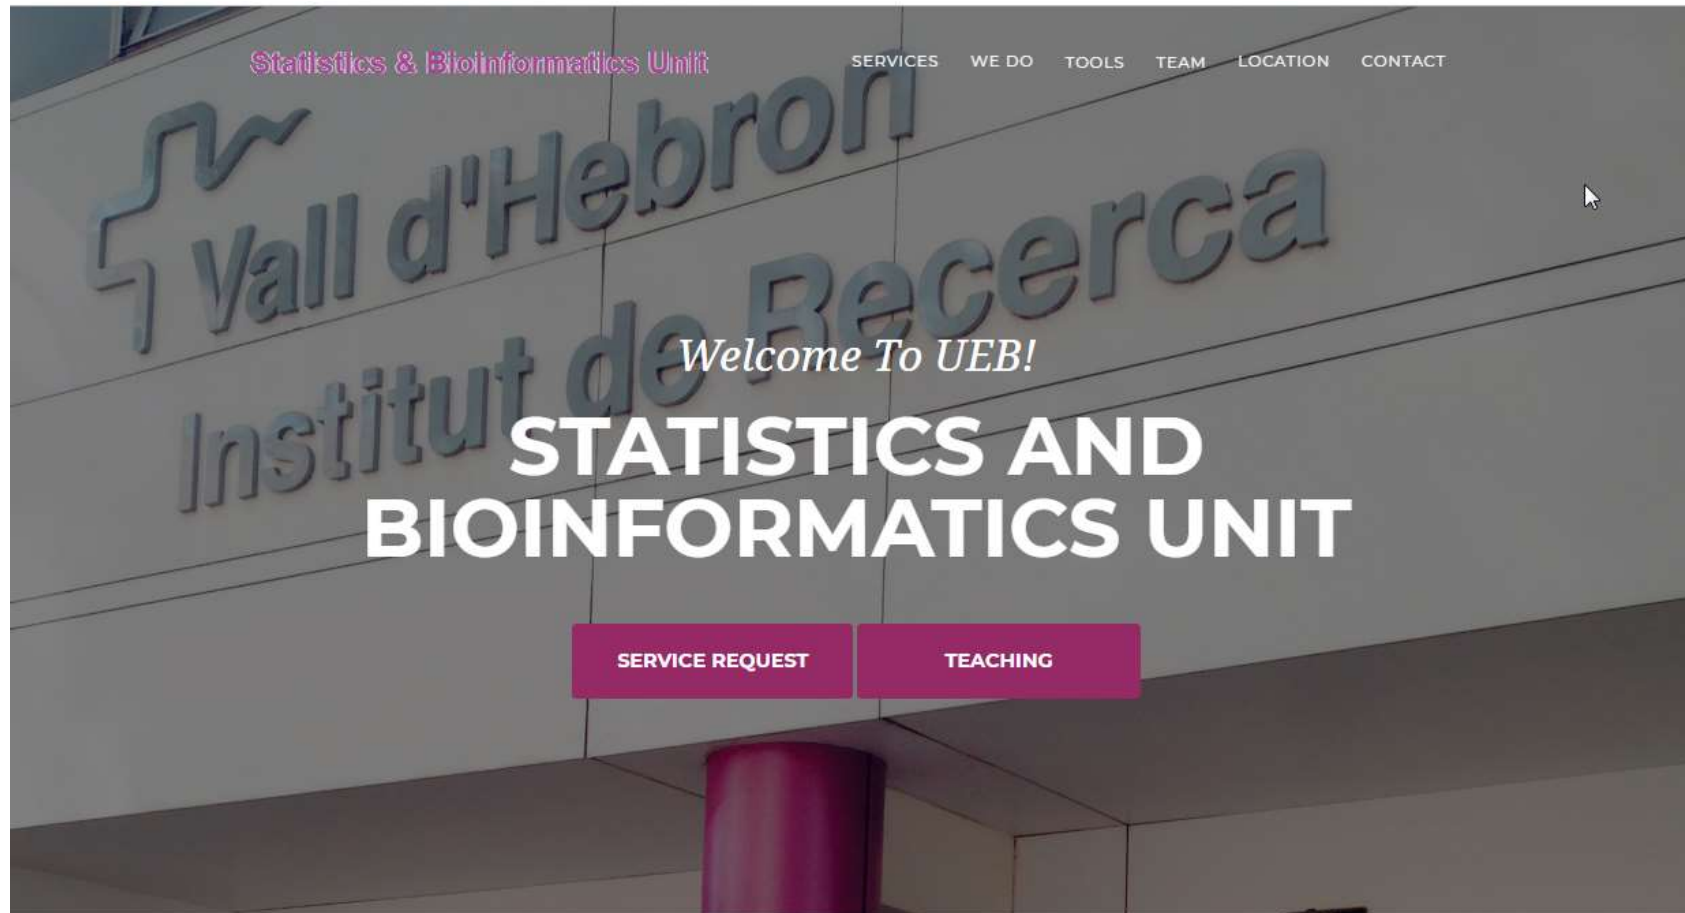 Statistics & Bioinformatics Unit
SERVICES WE DO TOOLS TEAM LOCATION CONTACT
Vall d'Hebron
Institut de Recerca
Welcome To UEB!
STATISTICS AND
BIOINFORMATICS UNIT
SERVICE REQUEST
TEACHING